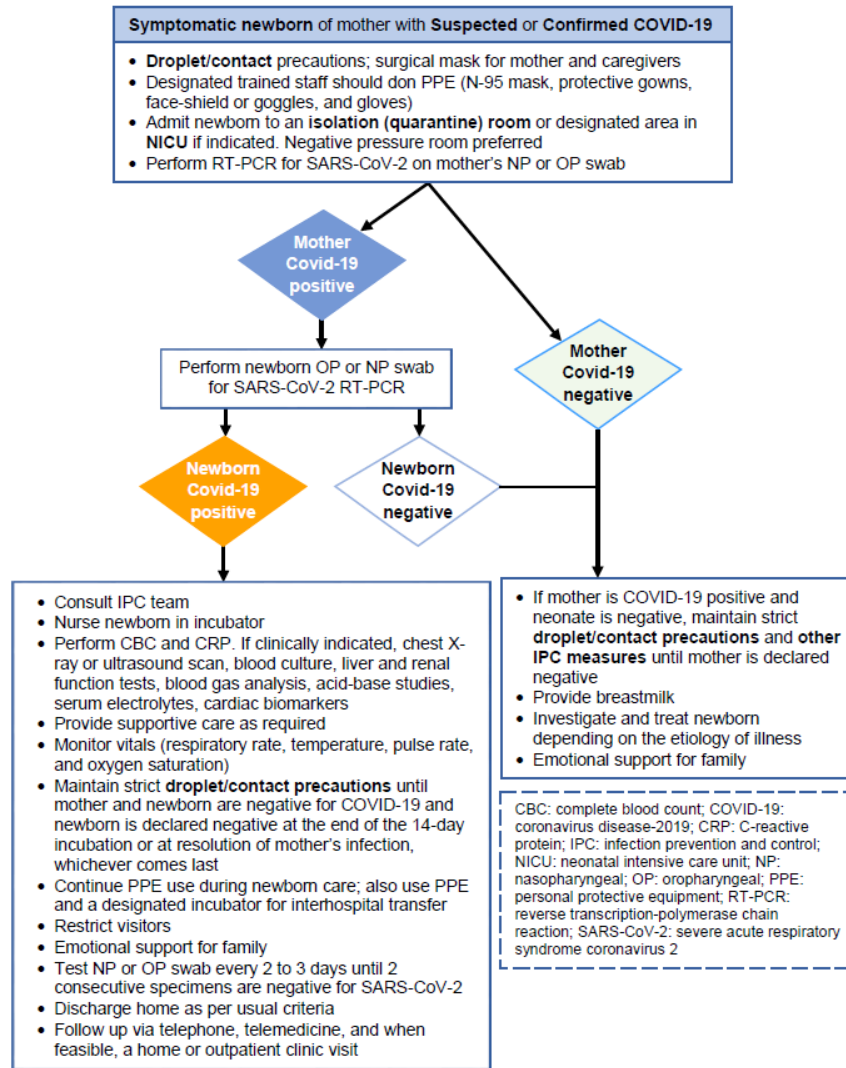 Symptomatic newborn of mother with Suspected or Confirmed COVID-19
• Droplet/contact precautions; surgical mask for mother and caregivers
• Designated trained staff should don PPE (N-95 mask, protective gowns,
face-shield or goggles, and gloves)
• Admit newborn to an isolation (quarantine) room or designated area in
NICU if indicated. Negative pressure room preferred
• Perform RT-PCR for SARS-CoV-2 on mother's NP or OP swab
Mother
Covid-19
positive
Mother
Covid-19
negative
Perform newborn OP or NP swab
for SARS-CoV-2 RT-PCR
Newborn
Covid-19
positive
Newborn
Covid-19
negative
• Consult IPC team
• Nurse newborn in incubator
• Perform CBC and CRP. If clinically indicated, chest X-
ray or ultrasound scan, blood culture, liver and renal
function tests, blood gas analysis, acid-base studies,
serum electrolytes, cardiac biomarkers
• Provide supportive care as required
• Monitor vitals (respiratory rate, temperature, pulse rate,
and oxygen saturation)
• Maintain strict droplet/contact precautions until
mother and newborn are negative for COVID-19 and
newborn is declared negative at the end of the 14-day
incubation or at resolution of mother's infection,
whichever comes last
• Continue PPE use during newborn care; also use PPE
and a designated incubator for interhospital transfer
• Restrict visitors
• Emotional support for family
• Test NP or OP swab every 2 to 3 days until 2
consecutive specimens are negative for SARS-CoV-2
• Discharge home as per usual criteria
• Follow up via telephone, telemedicine, and when
feasible, a home or outpatient clinic visit
• If mother is COVID-19 positive and
neonate is negative, maintain strict
droplet/contact precautions and other
IPC measures until mother is declared
negative
• Provide breastmilk
• Investigate and treat newborn
depending on the etiology of illness
• Emotional support for family
CBC: complete blood count; COVID-19:
coronavirus disease-2019; CRP: C-reactive
protein; IPC: infection prevention and control;
NICU: neonatal intensive care unit; NP:
nasopharyngeal; OP: oropharyngeal; PPE:
personal protective equipment; RT-PCR:
reverse transcription-polymerase chain
reaction; SARS-CoV-2: severe acute respiratory
syndrome coronavirus 2